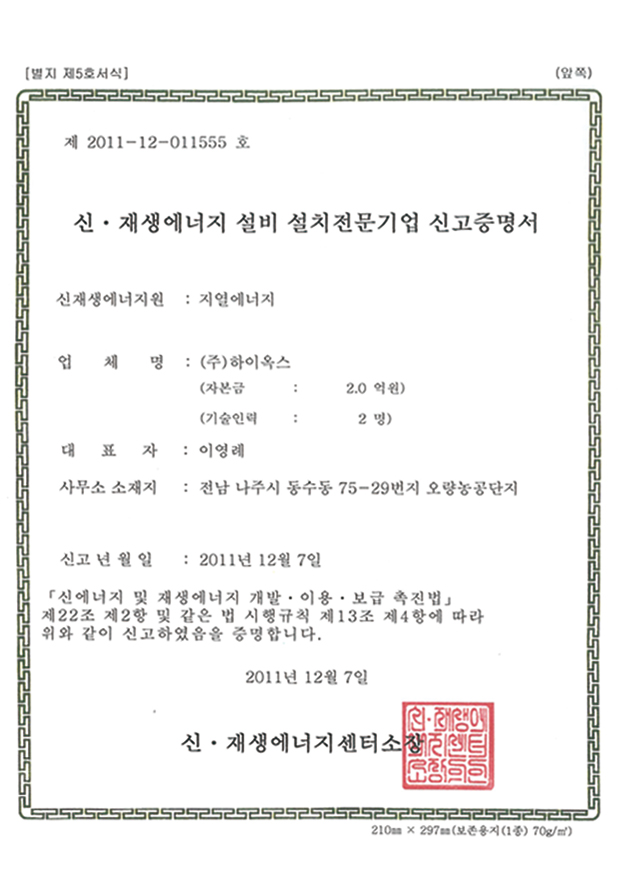 [별지 제5호서식]
(앞쪽)
제 2011-12-011555 호
신·재생에너지 설비 설치전문기업 신고증명서
신재생에너지원 : 지열에너지
업 체 명 : (주)하이옥스
(자본금 : 2.0 억원)
(기술인력 : 2 명)
대 표 자 : 이영례
사무소 소재지 : 전남 나주시 동수동 75-29번지 오량농공단지
신고 년 월 일 : 2011년 12월 7일
「신에너지 및 재생에너지 개발·이용·보급 촉진법」
제22조 제2항 및 같은 법 시행규칙 제13조 제4항에 따라
위와 같이 신고하였음을 증명합니다.
2011년 12월 7일
신·재생에너지센터소장
210㎜ × 297㎜(보존용지(1종) 70g/㎡)